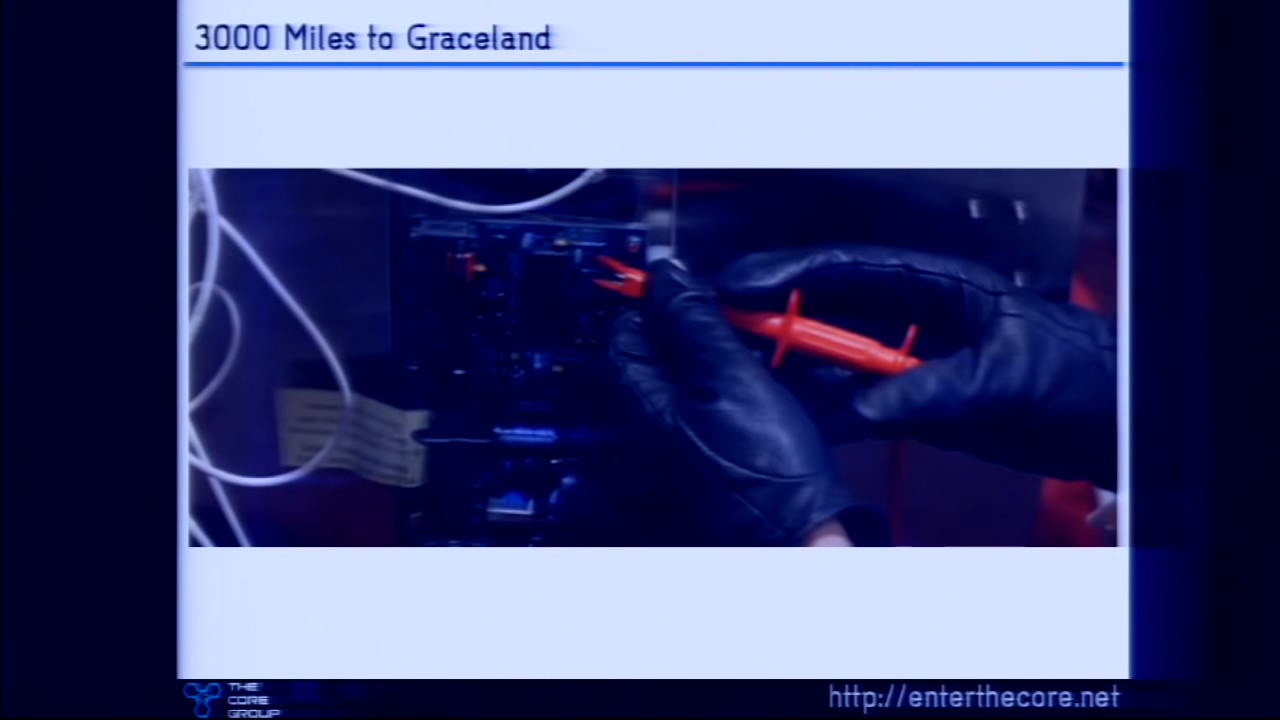 3000 Miles to Graceland
THE
CORE
GROUP
http://enterthecore.net